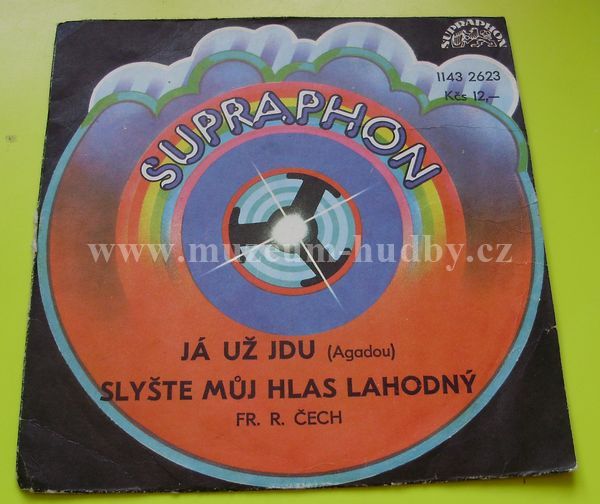 SUPRAPHON
1143 2623
Kčs 12,—
SUPRAPHON
www.muzeum-hudby.cz
JÁ UŽ JDU (Agadou)
SLYŠTE MŮJ HLAS LAHODNÝ
FR. R. ČECH